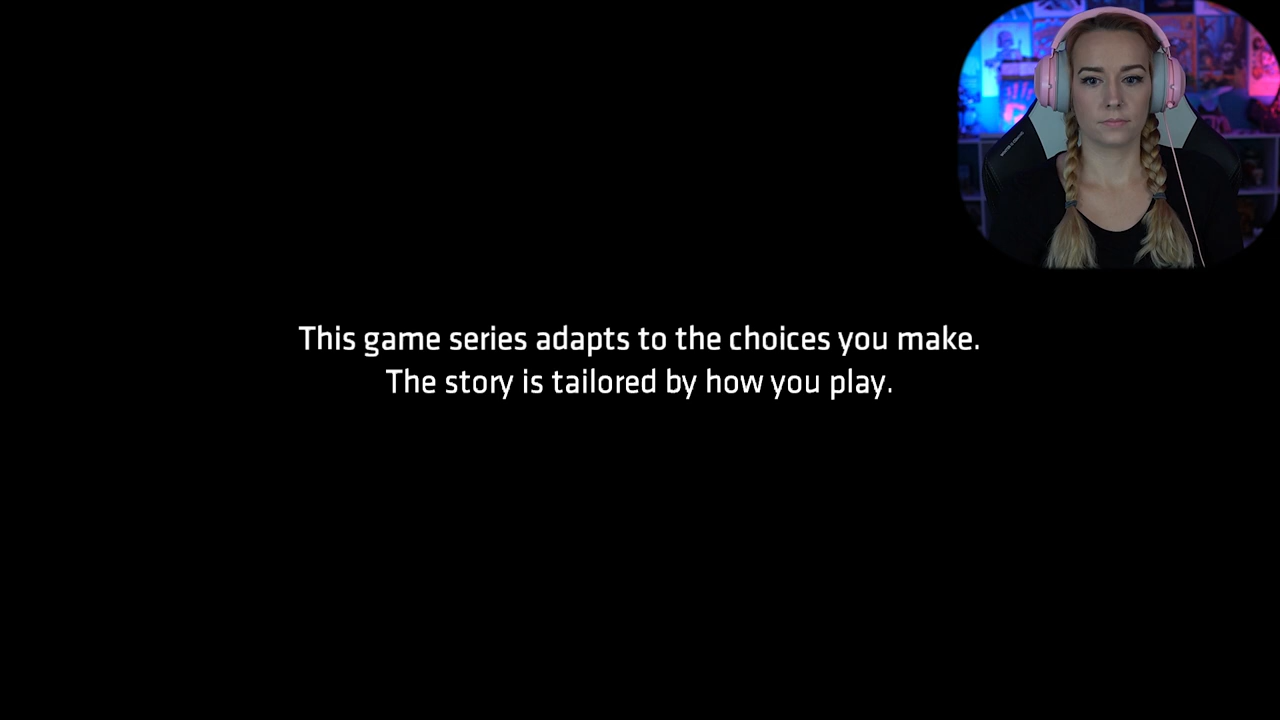 This game series adapts to the choices you make.
The story is tailored by how you play.